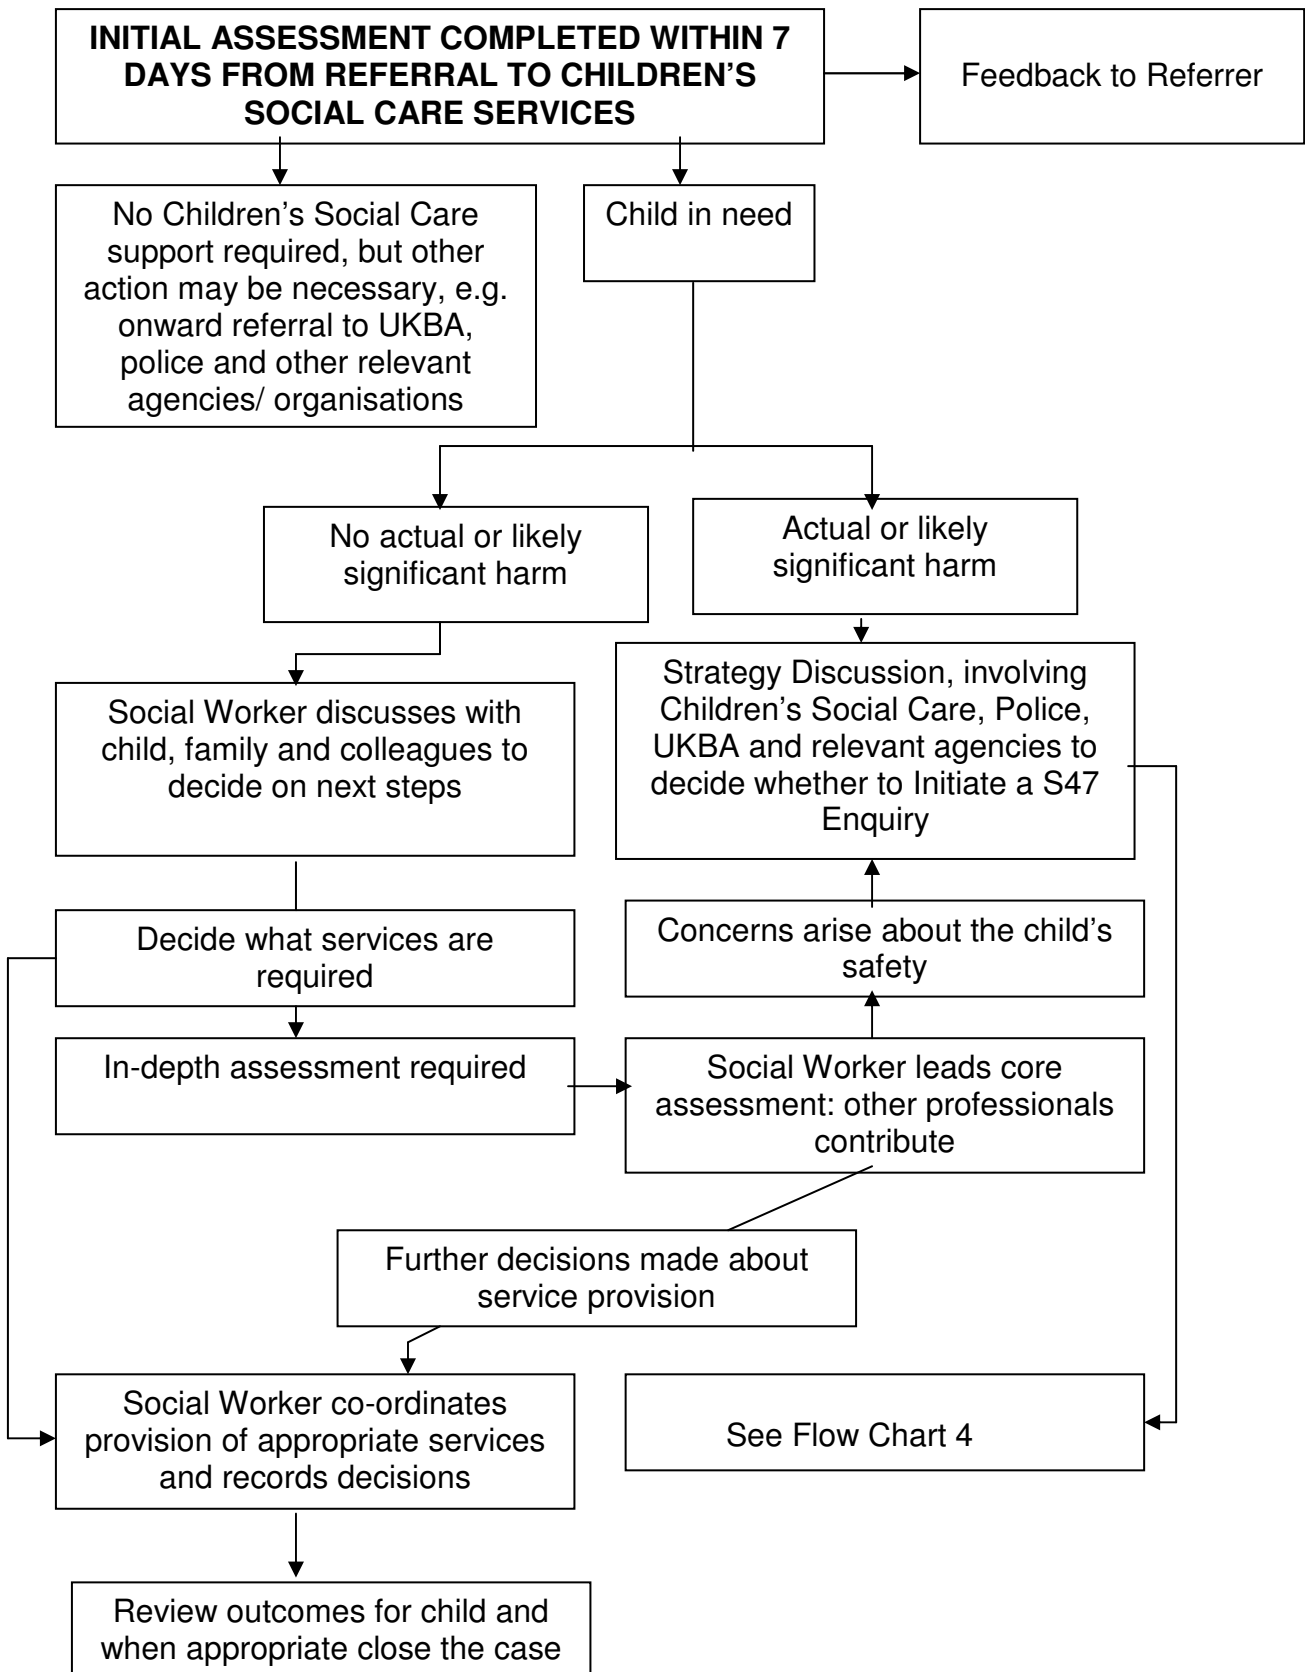 INITIAL ASSESSMENT COMPLETED WITHIN 7
DAYS FROM REFERRAL TO CHILDREN'S
SOCIAL CARE SERVICES
Feedback to Referrer
No Children's Social Care
support required, but other
action may be necessary, e.g.
onward referral to UKBA,
police and other relevant
agencies/ organisations
Child in need
No actual or likely
significant harm
Actual or likely
significant harm
Social Worker discusses with
child, family and colleagues to
decide on next steps
Strategy Discussion, involving
Children's Social Care, Police,
UKBA and relevant agencies to
decide whether to Initiate a S47
Enquiry
Decide what services are
required
Concerns arise about the child's
safety
In-depth assessment required
Social Worker leads core
assessment: other professionals
contribute
Further decisions made about
service provision
Social Worker co-ordinates
provision of appropriate services
and records decisions
See Flow Chart 4
Review outcomes for child and
when appropriate close the case